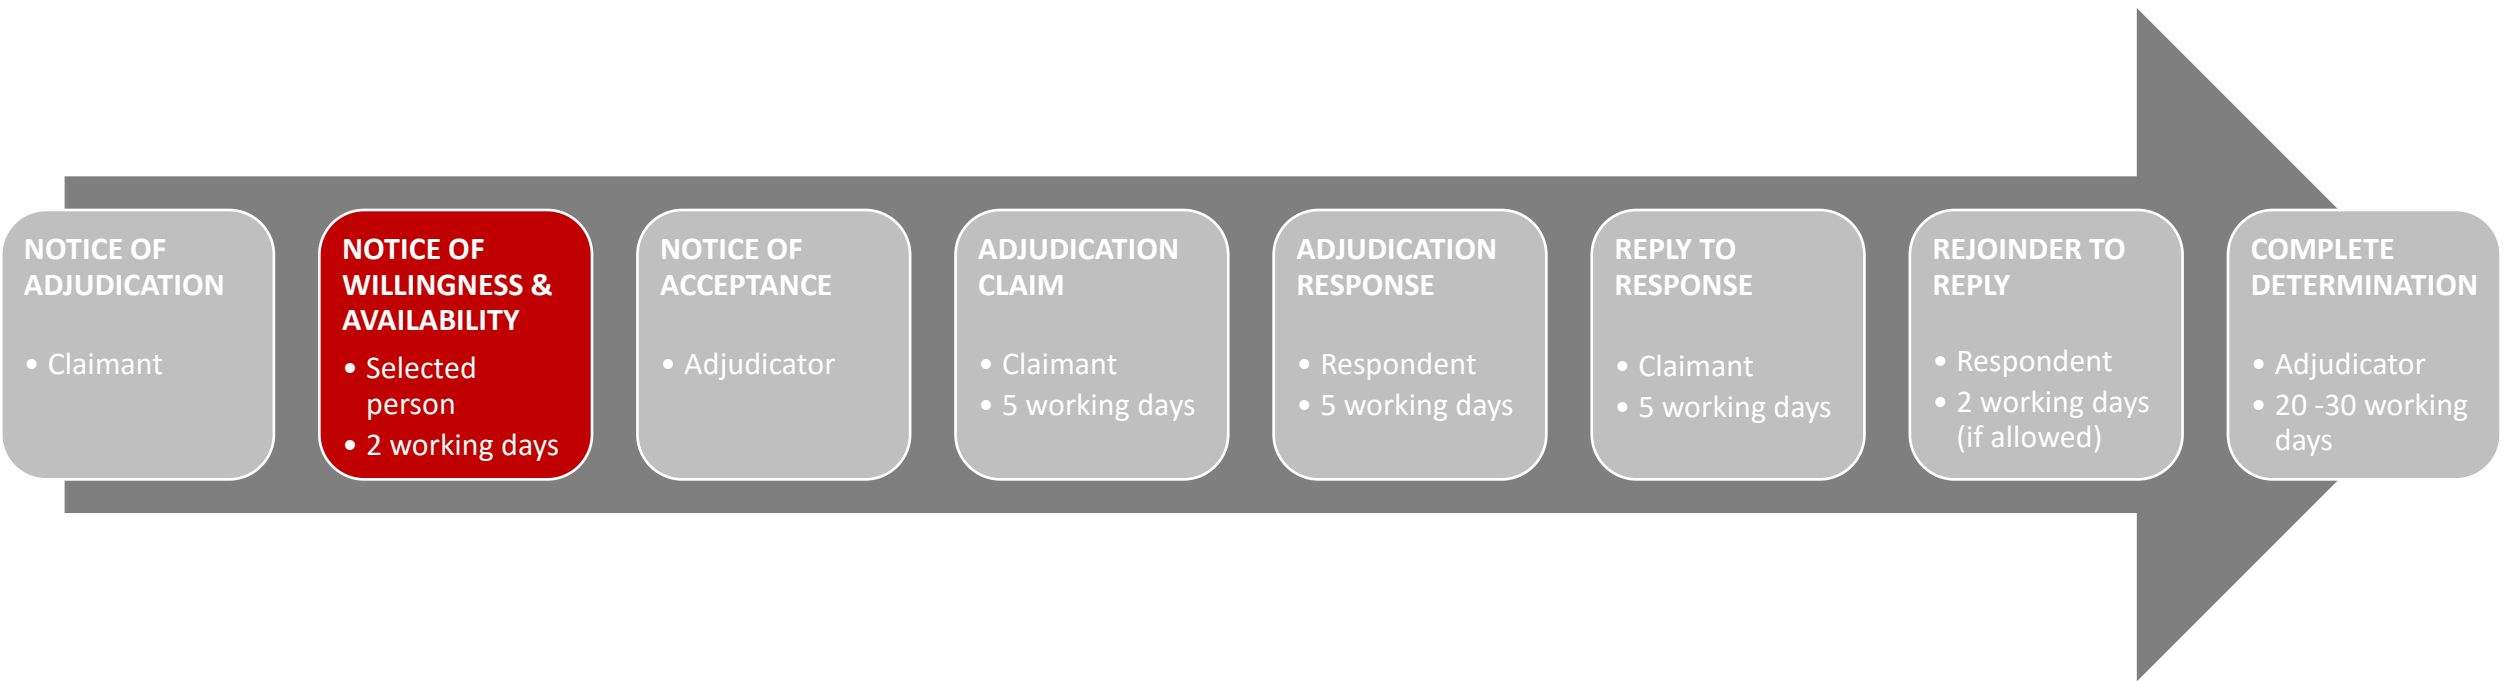 NOTICE OF
ADJUDICATION
• Claimant
NOTICE OF
WILLINGNESS &
AVAILABILITY
• Selected
person
• 2 working days
NOTICE OF
ACCEPTANCE
• Adjudicator
ADJUDICATION
CLAIM
• Claimant
• 5 working days
ADJUDICATION
RESPONSE
• Respondent
• 5 working days
REPLY TO
RESPONSE
• Claimant
• 5 working days
REJOINDER TO
REPLY
• Respondent
• 2 working days
(if allowed)
COMPLETE
DETERMINATION
• Adjudicator
• 20 -30 working
days